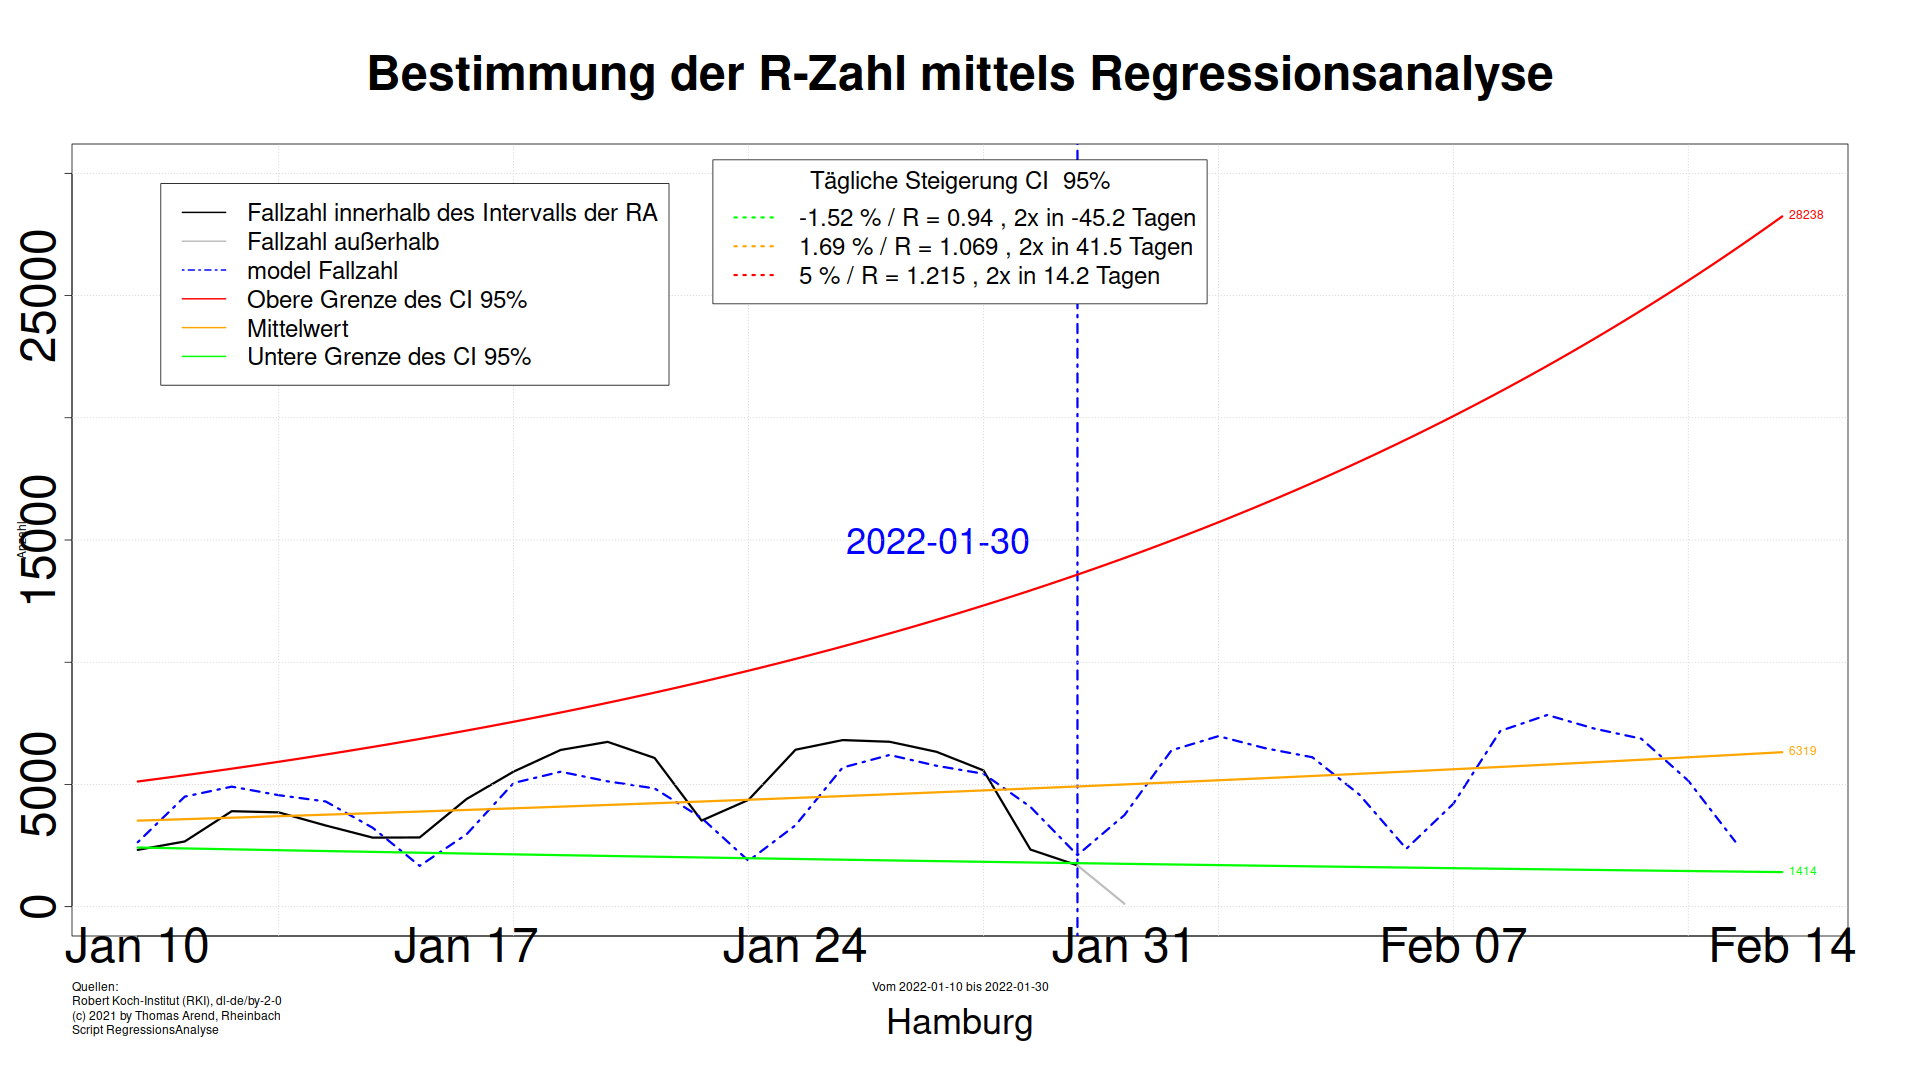 Bestimmung der R-Zahl mittels Regressionsanalyse
Fallzahl innerhalb des Intervalls der RA
Fallzahl außerhalb
model Fallzahl
Obere Grenze des CI 95%
Mittelwert
Untere Grenze des CI 95%
Tägliche Steigerung CI  95%
-1.52 % / R = 0.94 , 2x in -45.2 Tagen
1.69 % / R = 1.069 , 2x in 41.5 Tagen
5 % / R = 1.215 , 2x in 14.2 Tagen
28238
25000
15000
5000
0
Anzahl
2022-01-30
6319
1414
Jan 10
Jan 17
Jan 24
Jan 31
Feb 07
Feb 14
Quellen:
Robert Koch-Institut (RKI), dl-de/by-2-0
(c) 2021 by Thomas Arend, Rheinbach
Script RegressionsAnalyse
Vom 2022-01-10 bis 2022-01-30
Hamburg